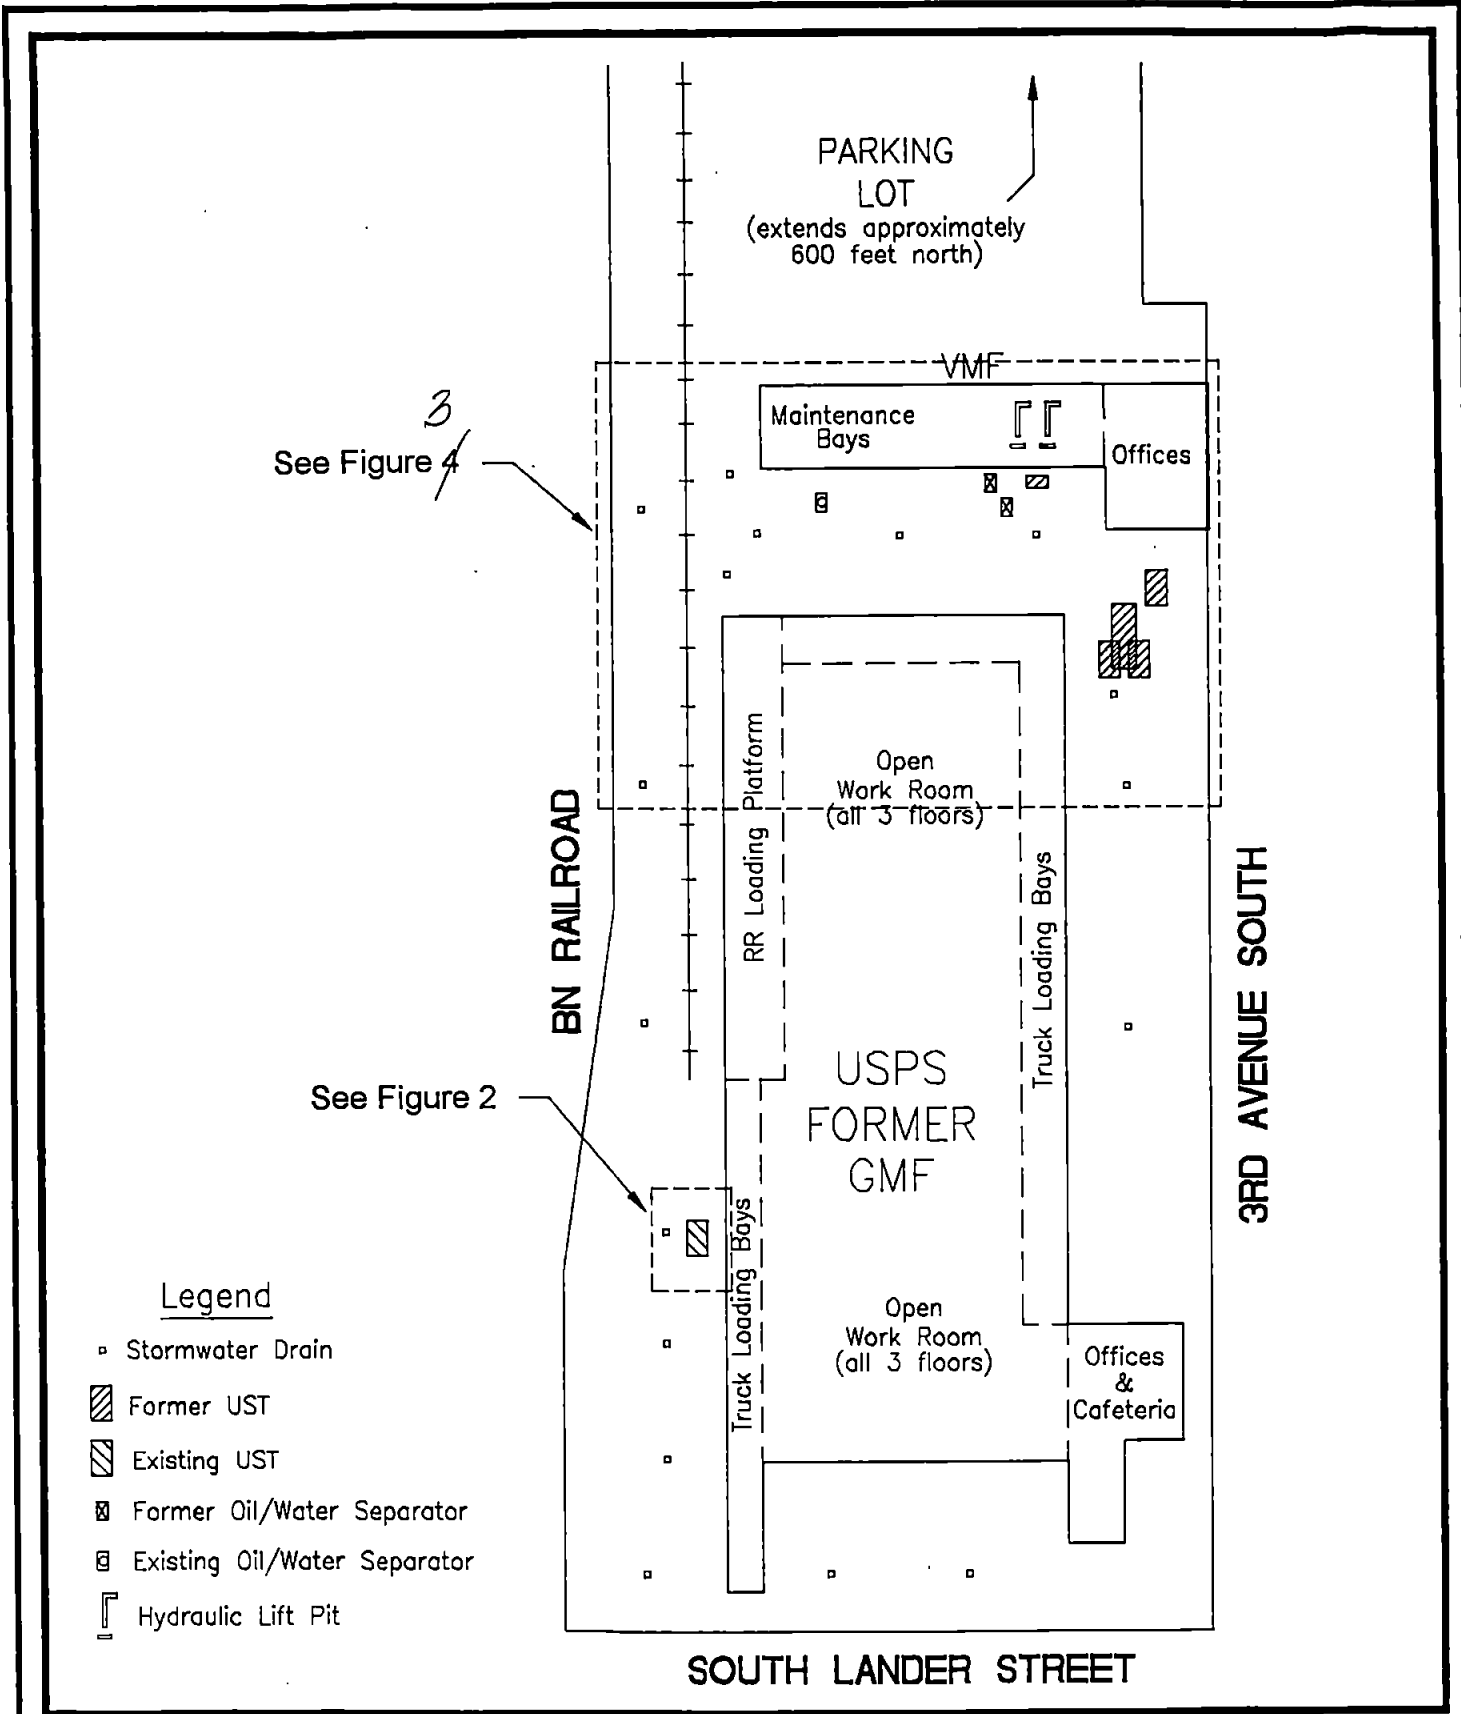 PARKING
LOT
(extends approximately
600 feet north)
VMF
Maintenance
Bays
Offices
3
See Figure 4
RR Loading Platform
Open
Work Room
(all 3 floors)
BN RAILROAD
Truck Loading Bays
3RD AVENUE SOUTH
USPS
FORMER
GMF
See Figure 2
Truck Loading Bays
Open
Work Room
(all 3 floors)
Offices
&
Cafeteria
Legend
Stormwater Drain
Former UST
Existing UST
Former Oil/Water Separator
Existing Oil/Water Separator
Hydraulic Lift Pit
SOUTH LANDER STREET